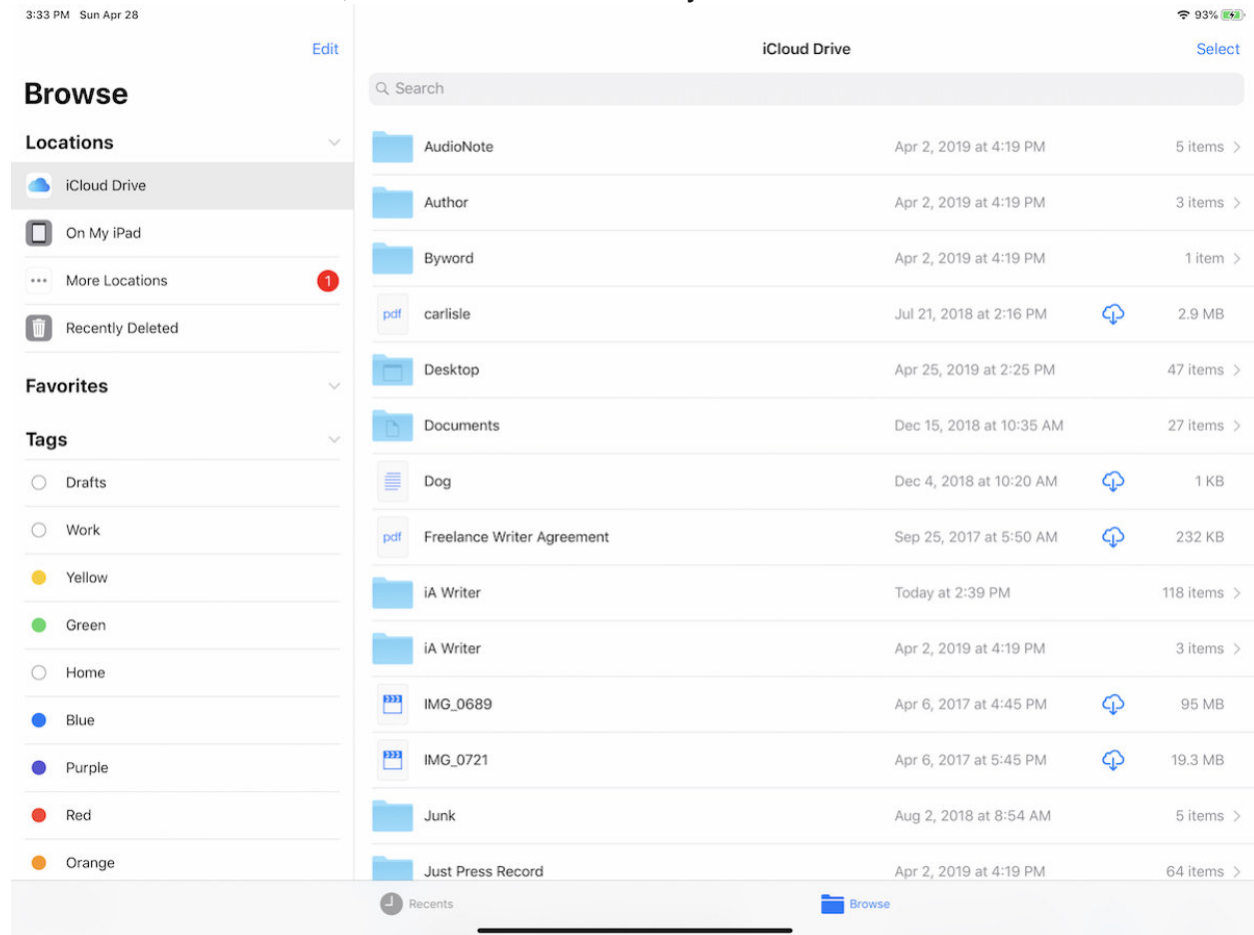 3:33 PM Sun Apr 28
93%
Edit
iCloud Drive
Select
Browse
Search
Locations
iCloud Drive
On My iPad
More Locations 1
Recently Deleted
Favorites
Tags
Drafts
Work
Yellow
Green
Home
Blue
Purple
Red
Orange
AudioNote Apr 2, 2019 at 4:19 PM 5 items
Author Apr 2, 2019 at 4:19 PM 3 items
Byword Apr 2, 2019 at 4:19 PM 1 item
pdf carlisle Jul 21, 2018 at 2:16 PM 2.9 MB
Desktop Apr 25, 2019 at 2:25 PM 47 items
Documents Dec 15, 2018 at 10:35 AM 27 items
Dog Dec 4, 2018 at 10:20 AM 1 KB
pdf Freelance Writer Agreement Sep 25, 2017 at 5:50 AM 232 KB
iA Writer Today at 2:39 PM 118 items
iA Writer Apr 2, 2019 at 4:19 PM 3 items
IMG_0689 Apr 6, 2017 at 4:45 PM 95 MB
IMG_0721 Apr 6, 2017 at 5:45 PM 19.3 MB
Junk Aug 2, 2018 at 8:54 AM 5 items
Just Press Record Apr 2, 2019 at 4:19 PM 64 items
Recents
Browse